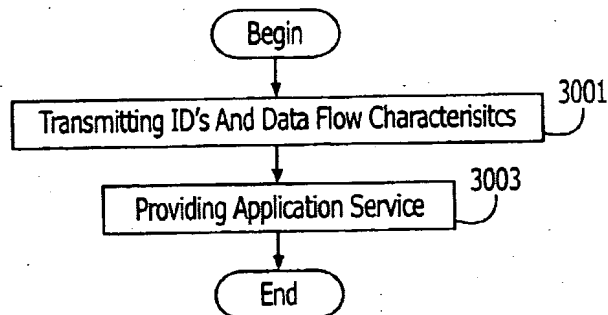 Begin
Transmitting ID's And Data Flow Characterisitcs
3001
Providing Application Service
3003
End